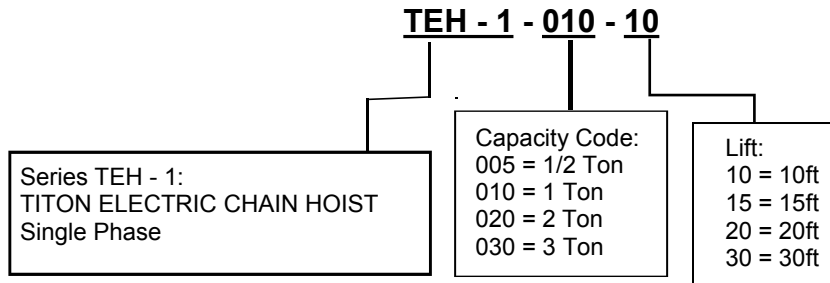 TEH - 1 - 010 - 10
Series TEH - 1:
TITON ELECTRIC CHAIN HOIST
Single Phase
Capacity Code:
005 = 1/2 Ton
010 = 1 Ton
020 = 2 Ton
030 = 3 Ton
Lift:
10 = 10ft
15 = 15ft
20 = 20ft
30 = 30ft